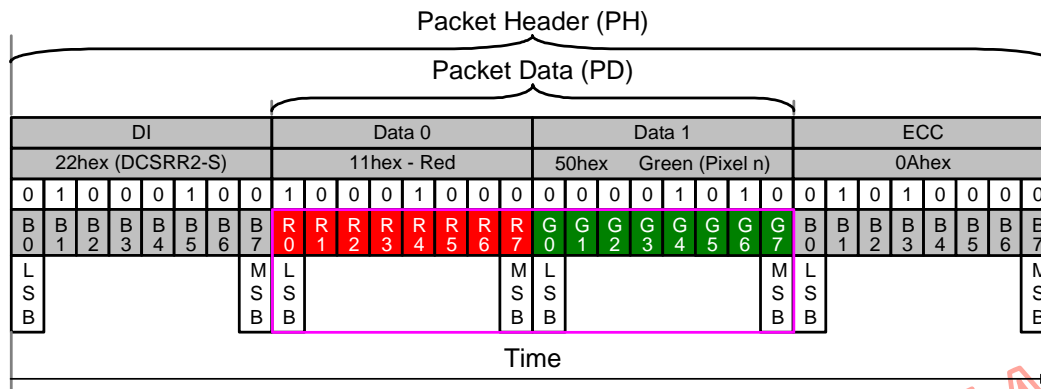 Packet Header (PH)
Packet Data (PD)
DI Data 0 Data 1 ECC
22hex (DCSRR2-S) 11hex - Red 50hex Green (Pixel n) 0Ahex
0 1 0 0 0 1 0 0 1 0 0 0 1 0 0 0 0 0 0 0 1 0 1 0 0 1 0 1 0 0 0 0
B0 B1 B2 B3 B4 B5 B6 B7 R0 R1 R2 R3 R4 R5 R6 R7 G0 G1 G2 G3 G4 G5 G6 G7 B0 B1 B2 B3 B4 B5 B6 B7
LSB MSB LSB MSB LSB MSB LSB MSB
Time